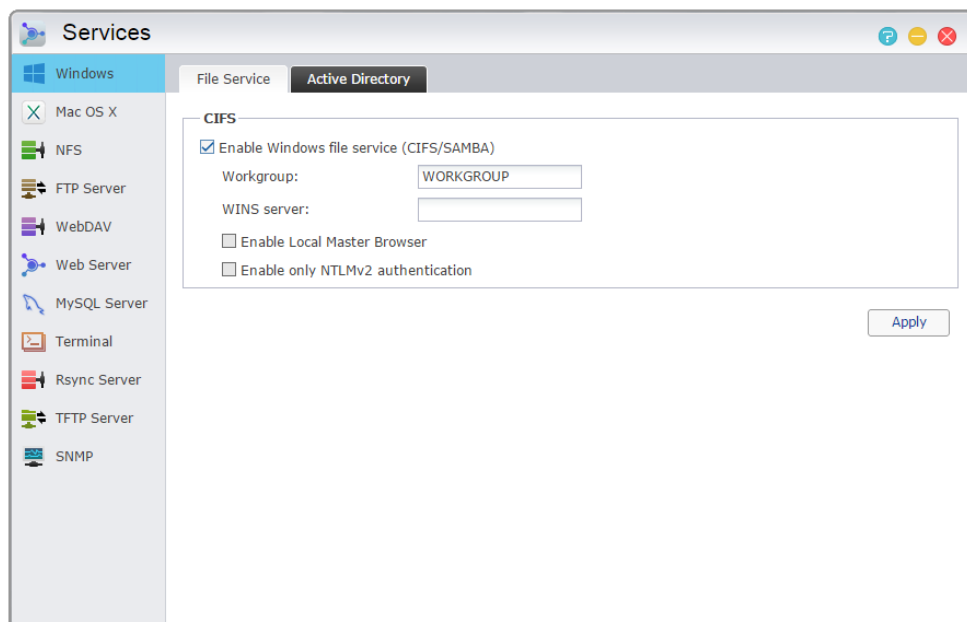 Services
Windows
Mac OS X
NFS
FTP Server
WebDAV
Web Server
MySQL Server
Terminal
Rsync Server
TFTP Server
SNMP
File Service
Active Directory
CIFS
Enable Windows file service (CIFS/SAMBA)
Workgroup: WORKGROUP
WINS server:
Enable Local Master Browser
Enable only NTLMv2 authentication
Apply